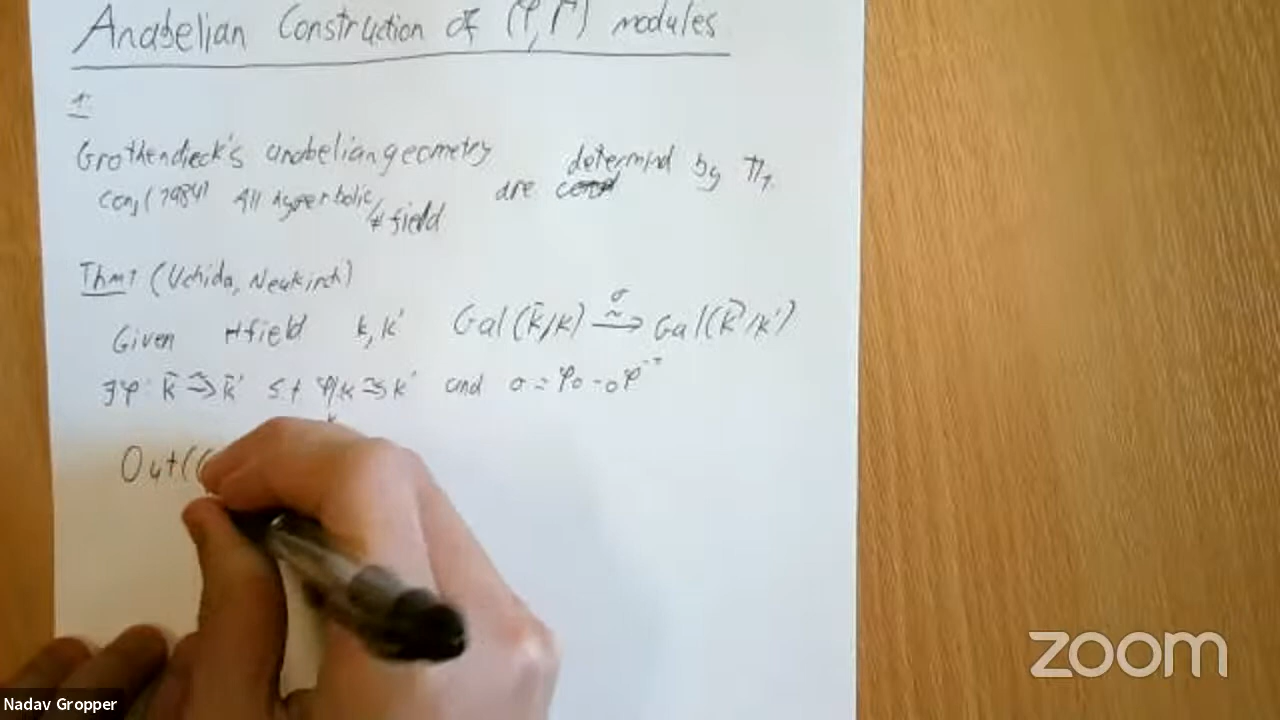 Anabelian Construction of (φ, Γ) modules
1.
Grothendieck's anabelian geometry
Conj (1984) All hyperbolic / # field are determind by π₁
Thm: (Uchida, Neukirch)
Given #field k, k' Gal(k̄/k) ⥲ Gal(k̄'/k') σ
∃φ: k̄ ⥲ k̄' s.t φ|k ⥲ k' and σ = φ∘-∘φ⁻¹
Out(G
ZOOM
Nadav Gropper